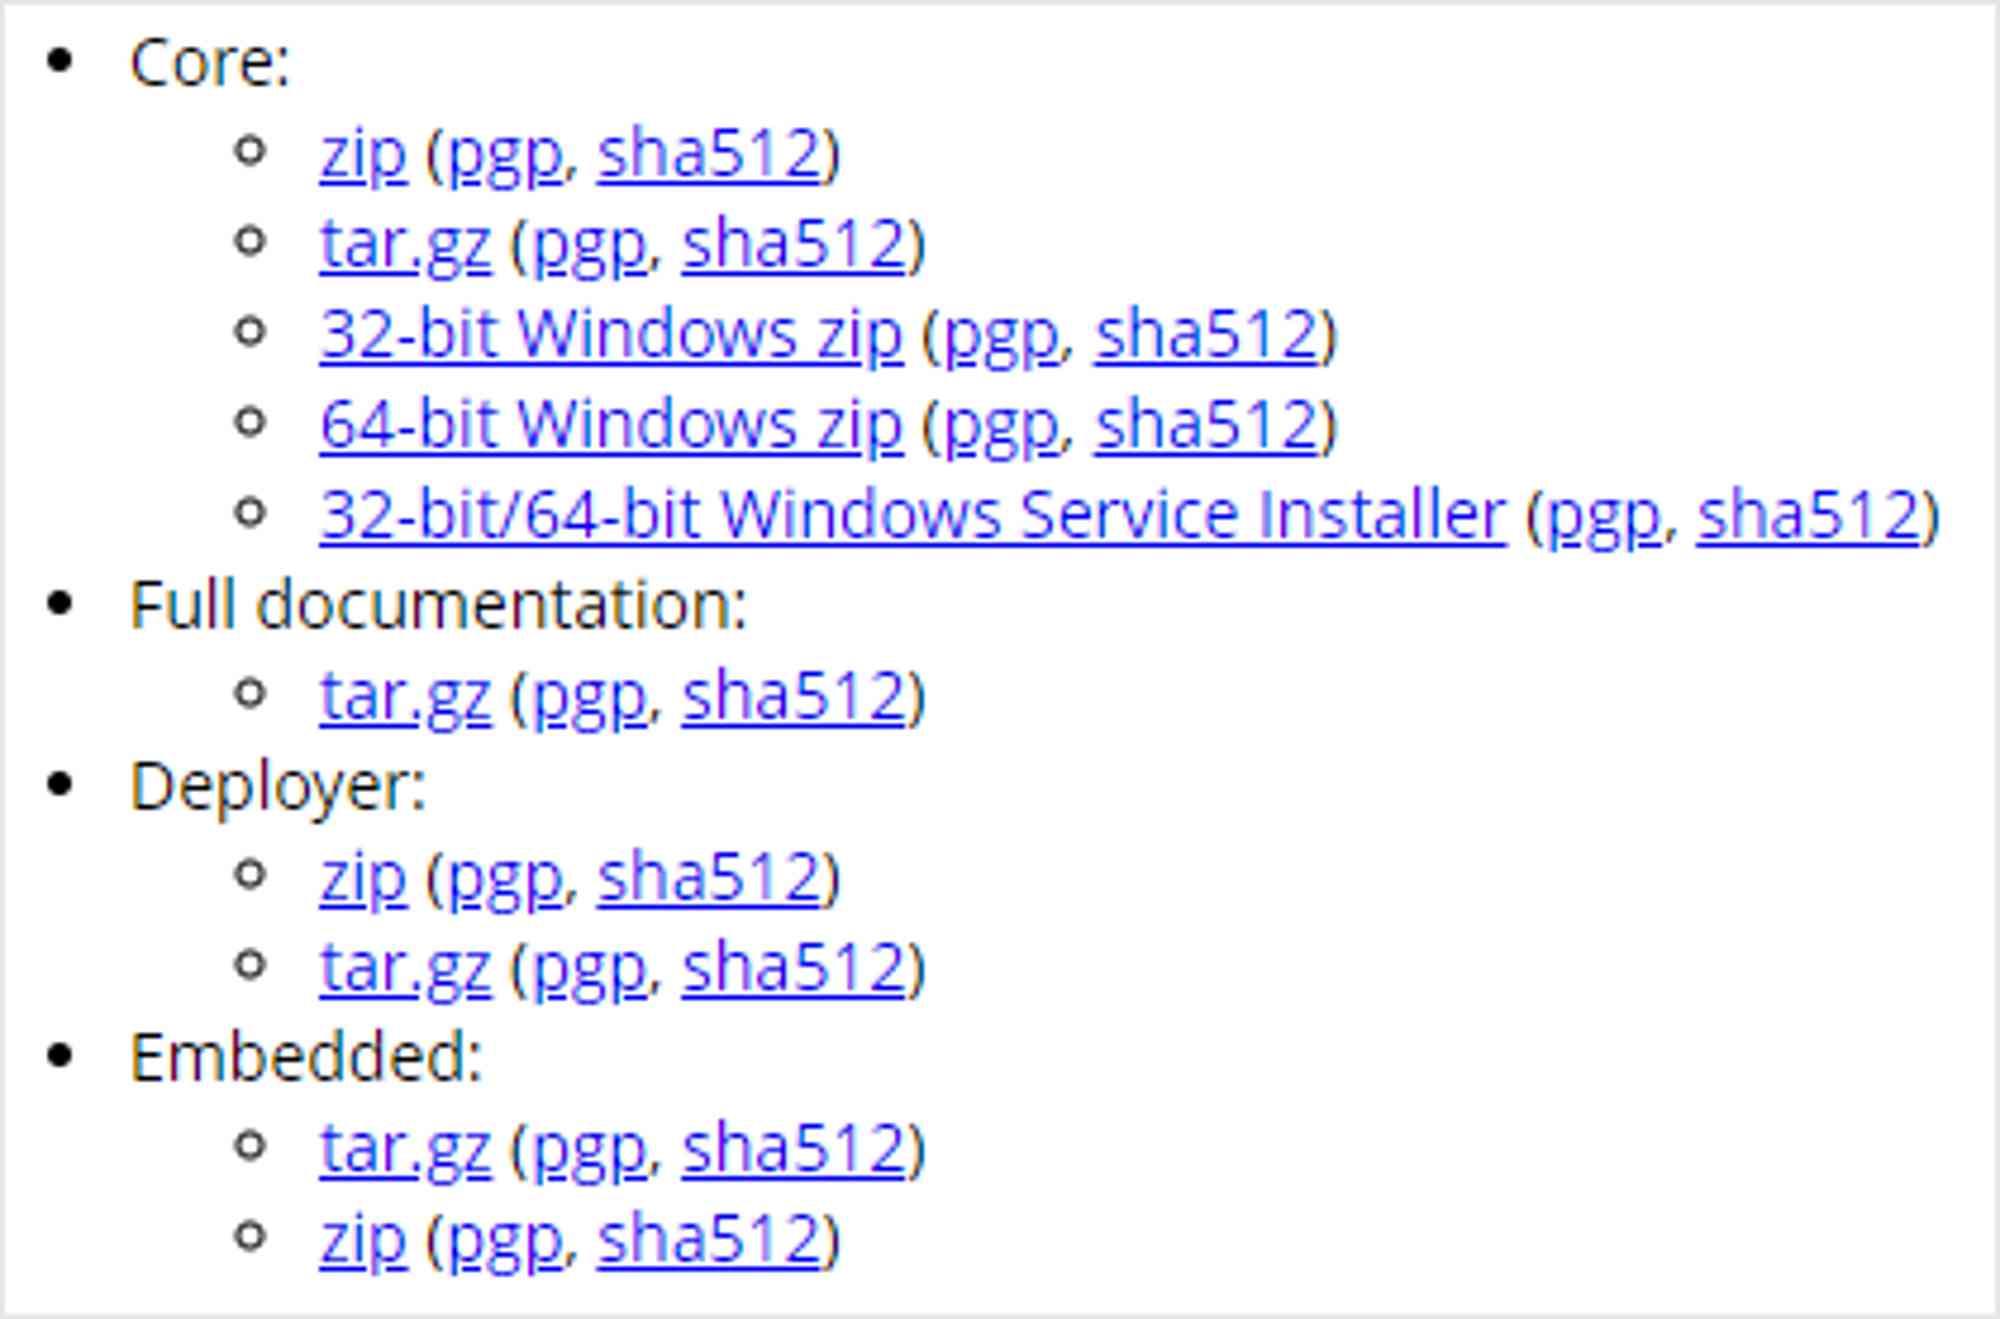 • Core:
○ zip (pgp, sha512)
○ tar.gz (pgp, sha512)
○ 32-bit Windows zip (pgp, sha512)
○ 64-bit Windows zip (pgp, sha512)
○ 32-bit/64-bit Windows Service Installer (pgp, sha512)
• Full documentation:
○ tar.gz (pgp, sha512)
• Deployer:
○ zip (pgp, sha512)
○ tar.gz (pgp, sha512)
• Embedded:
○ tar.gz (pgp, sha512)
○ zip (pgp, sha512)